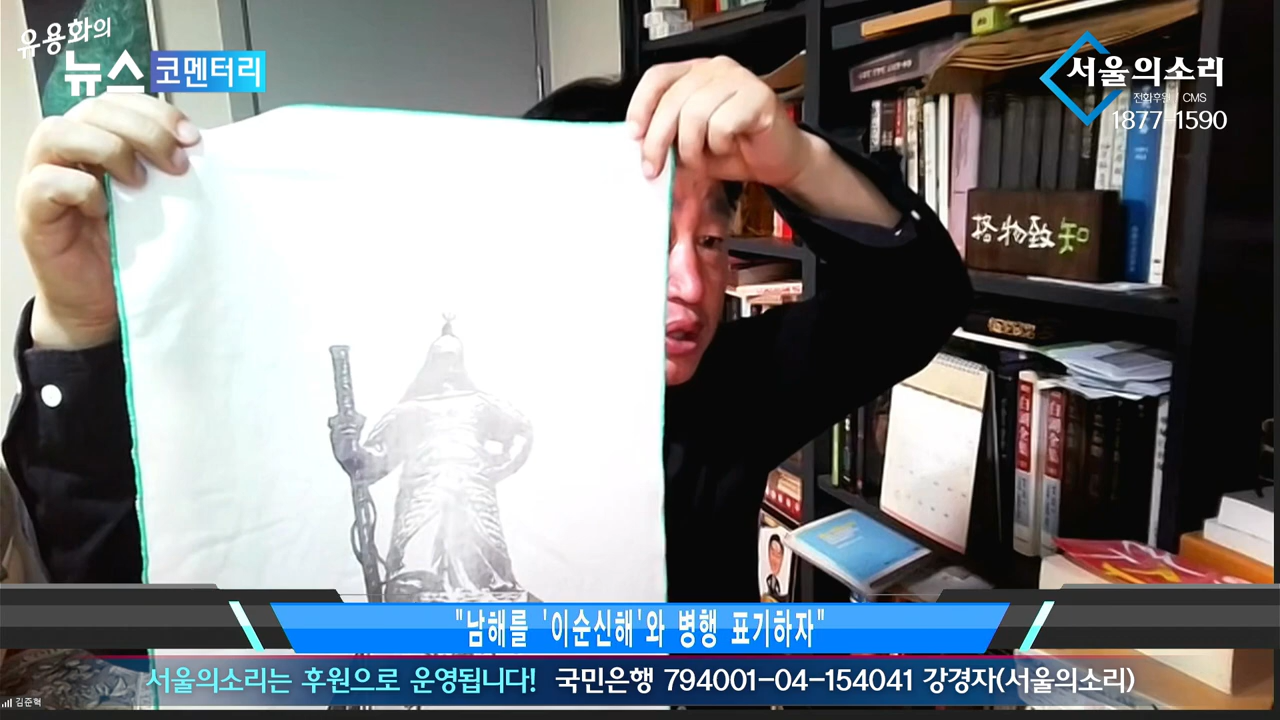 유용화의
뉴스 코멘터리
서울의소리
전화후원 / CMS
1877-1590
格物致知
"남해를 '이순신해'와 병행 표기하자"
서울의소리는 후원으로 운영됩니다! 국민은행 794001-04-154041 강경자(서울의소리)
김준혁